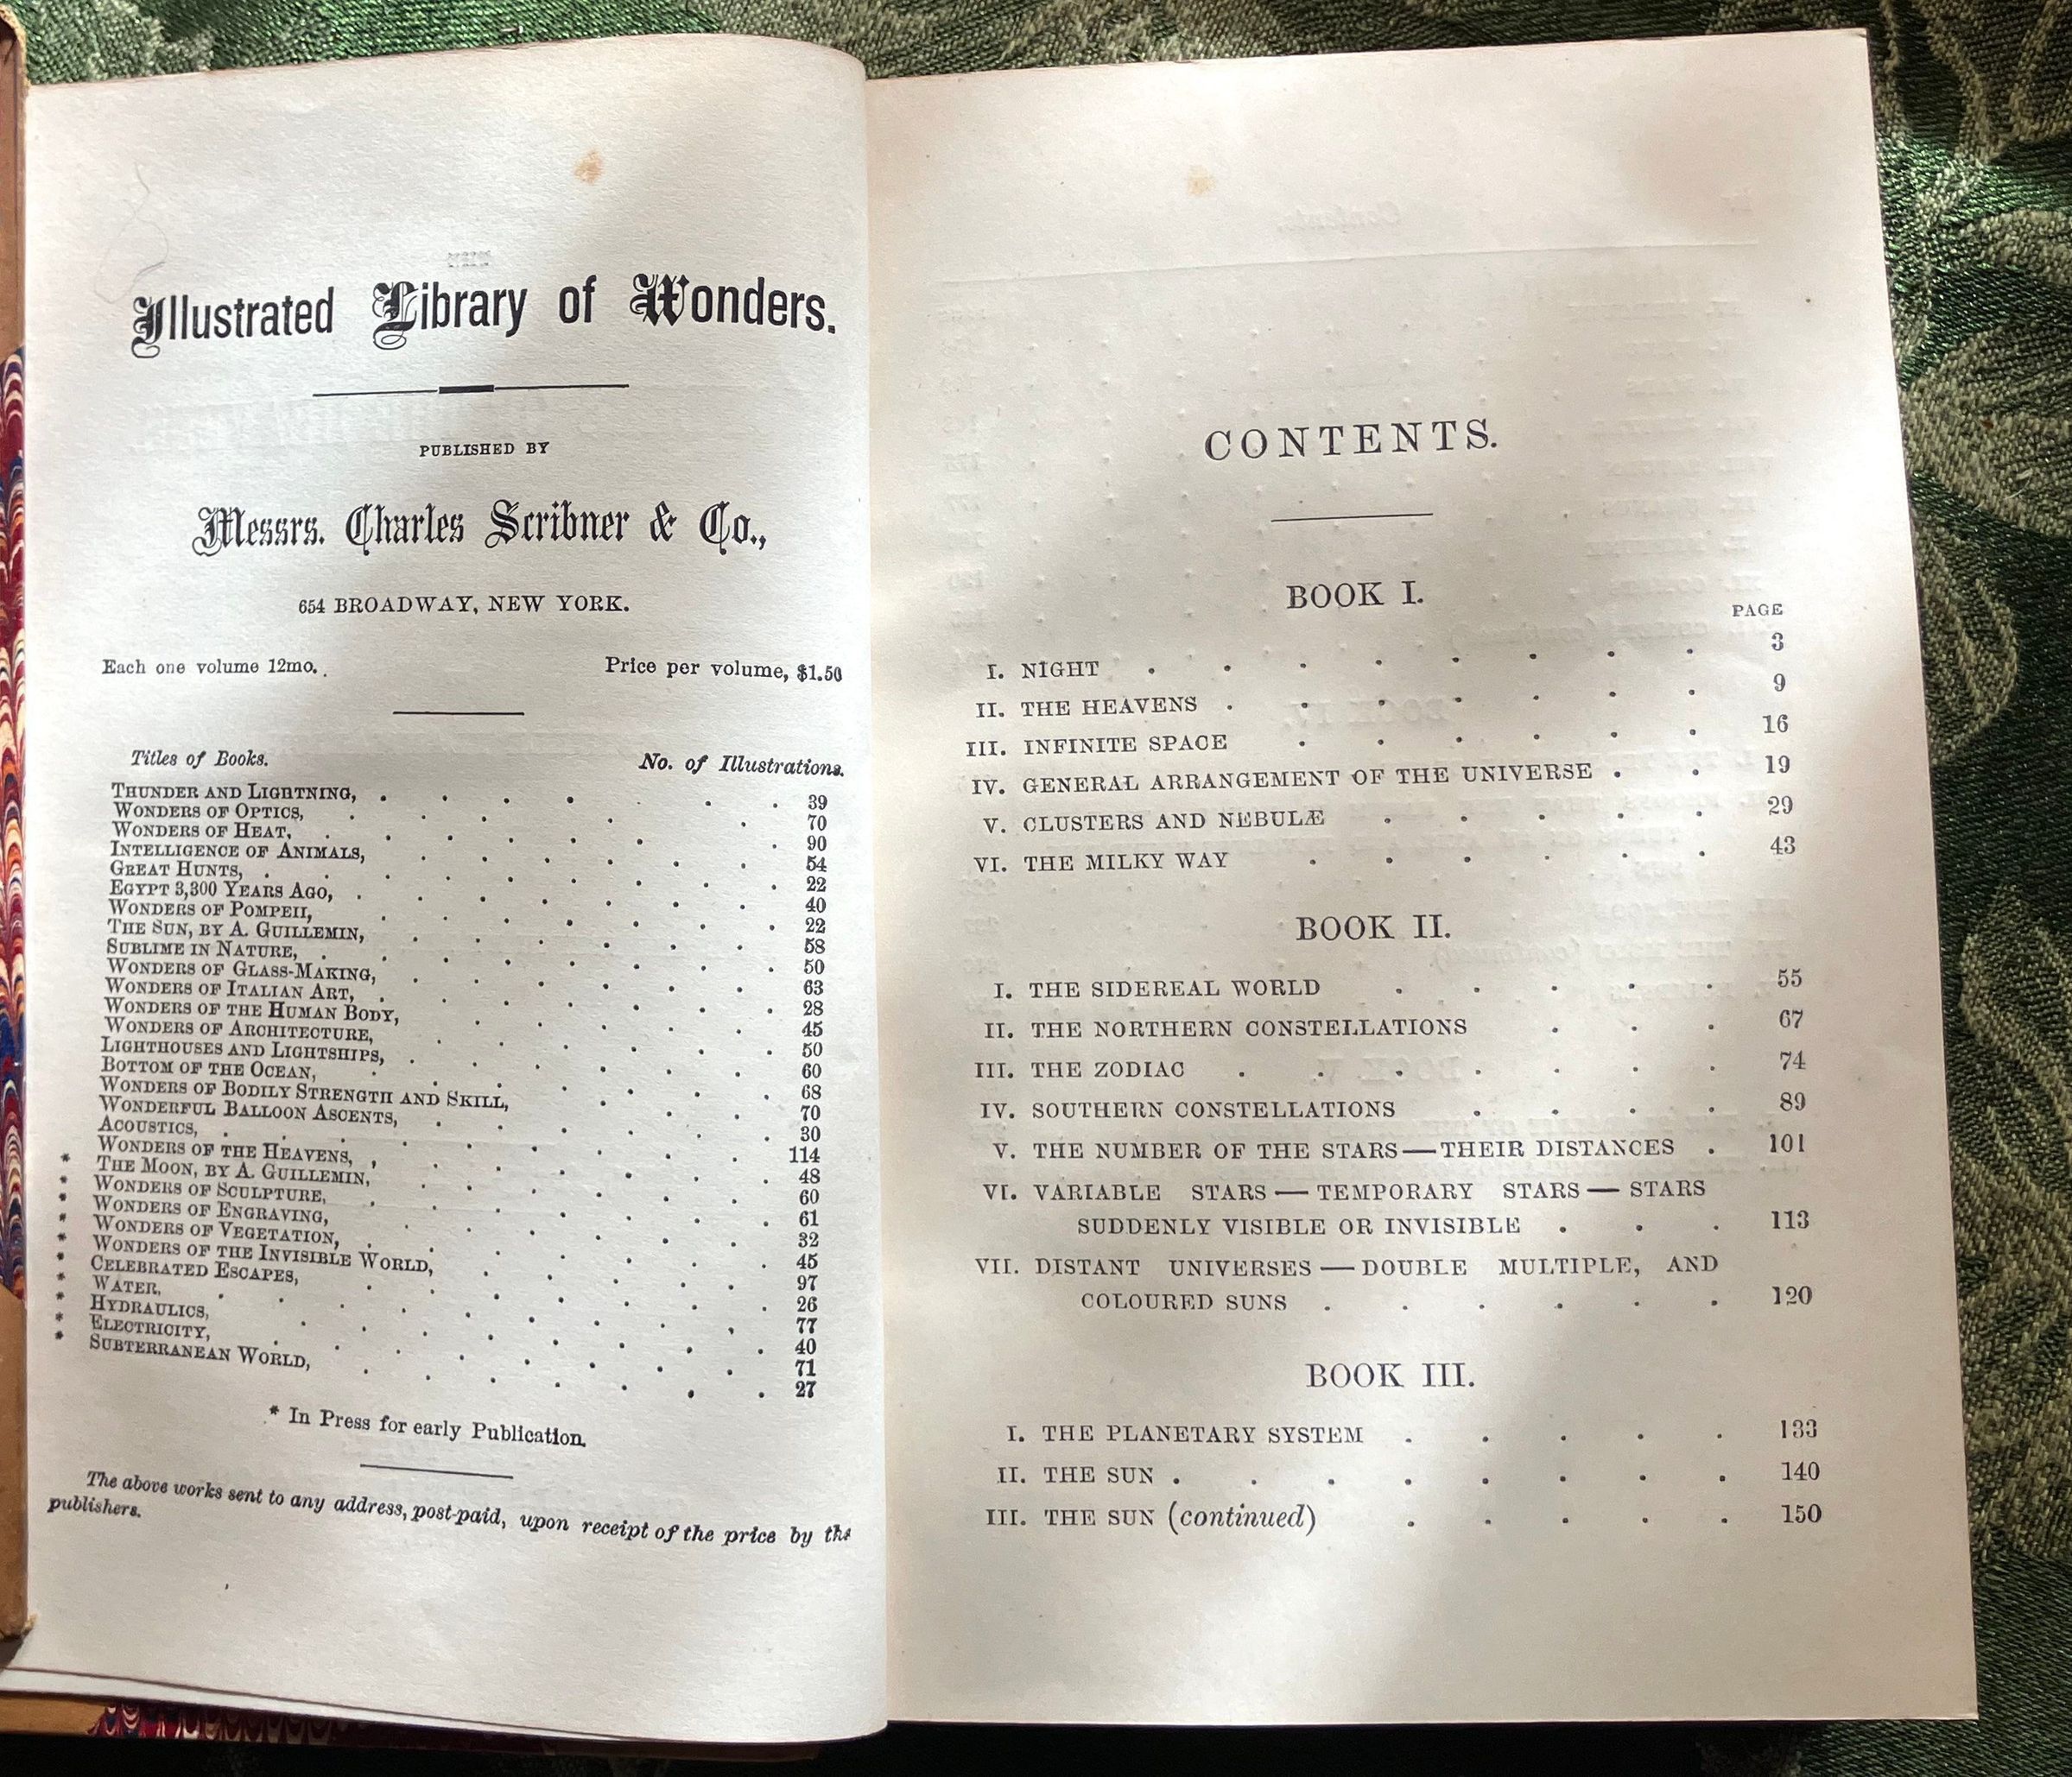 Illustrated Library of Wonders.
PUBLISHED BY
Messrs. Charles Scribner & Co.,
654 BROADWAY, NEW YORK.
Each one volume 12mo. Price per volume, $1.50
Titles of Books. No. of Illustrations.
THUNDER AND LIGHTNING, 39
WONDERS OF OPTICS, 70
WONDERS OF HEAT, 90
INTELLIGENCE OF ANIMALS, 54
GREAT HUNTS, 22
EGYPT 3,300 YEARS AGO, 40
WONDERS OF POMPEII, 22
THE SUN, BY A. GUILLEMIN, 58
SUBLIME IN NATURE, 50
WONDERS OF GLASS-MAKING, 63
WONDERS OF ITALIAN ART, 28
WONDERS OF THE HUMAN BODY, 45
WONDERS OF ARCHITECTURE, 50
LIGHTHOUSES AND LIGHTSHIPS, 60
BOTTOM OF THE OCEAN, 68
WONDERS OF BODILY STRENGTH AND SKILL, 70
WONDERFUL BALLOON ASCENTS, 30
ACOUSTICS, 114
WONDERS OF THE HEAVENS, 48
* THE MOON, BY A. GUILLEMIN, 60
* WONDERS OF SCULPTURE, 61
* WONDERS OF ENGRAVING, 32
* WONDERS OF VEGETATION, 45
* WONDERS OF THE INVISIBLE WORLD, 97
* CELEBRATED ESCAPES, 26
* WATER, 77
* HYDRAULICS, 40
* ELECTRICITY, 71
* SUBTERRANEAN WORLD, 27
* In Press for early Publication.
The above works sent to any address, post-paid, upon receipt of the price by the
publishers.
CONTENTS.
BOOK I.
PAGE
I. NIGHT 3
II. THE HEAVENS 9
III. INFINITE SPACE 16
IV. GENERAL ARRANGEMENT OF THE UNIVERSE 19
V. CLUSTERS AND NEBULÆ 29
VI. THE MILKY WAY 43
BOOK II.
I. THE SIDEREAL WORLD 55
II. THE NORTHERN CONSTELLATIONS 67
III. THE ZODIAC 74
IV. SOUTHERN CONSTELLATIONS 89
V. THE NUMBER OF THE STARS—THEIR DISTANCES 101
VI. VARIABLE STARS — TEMPORARY STARS — STARS
SUDDENLY VISIBLE OR INVISIBLE 113
VII. DISTANT UNIVERSES — DOUBLE MULTIPLE, AND
COLOURED SUNS 120
BOOK III.
I. THE PLANETARY SYSTEM 133
II. THE SUN 140
III. THE SUN (continued) 150